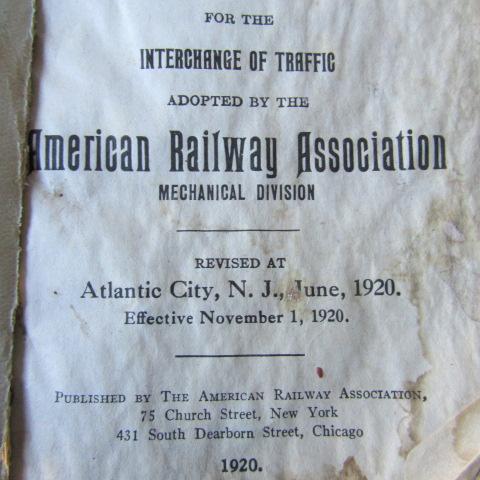 FOR THE
INTERCHANGE OF TRAFFIC
ADOPTED BY THE
American Railway Association
MECHANICAL DIVISION
REVISED AT
Atlantic City, N. J., June, 1920.
Effective November 1, 1920.
PUBLISHED BY THE AMERICAN RAILWAY ASSOCIATION,
75 Church Street, New York
431 South Dearborn Street, Chicago
1920.